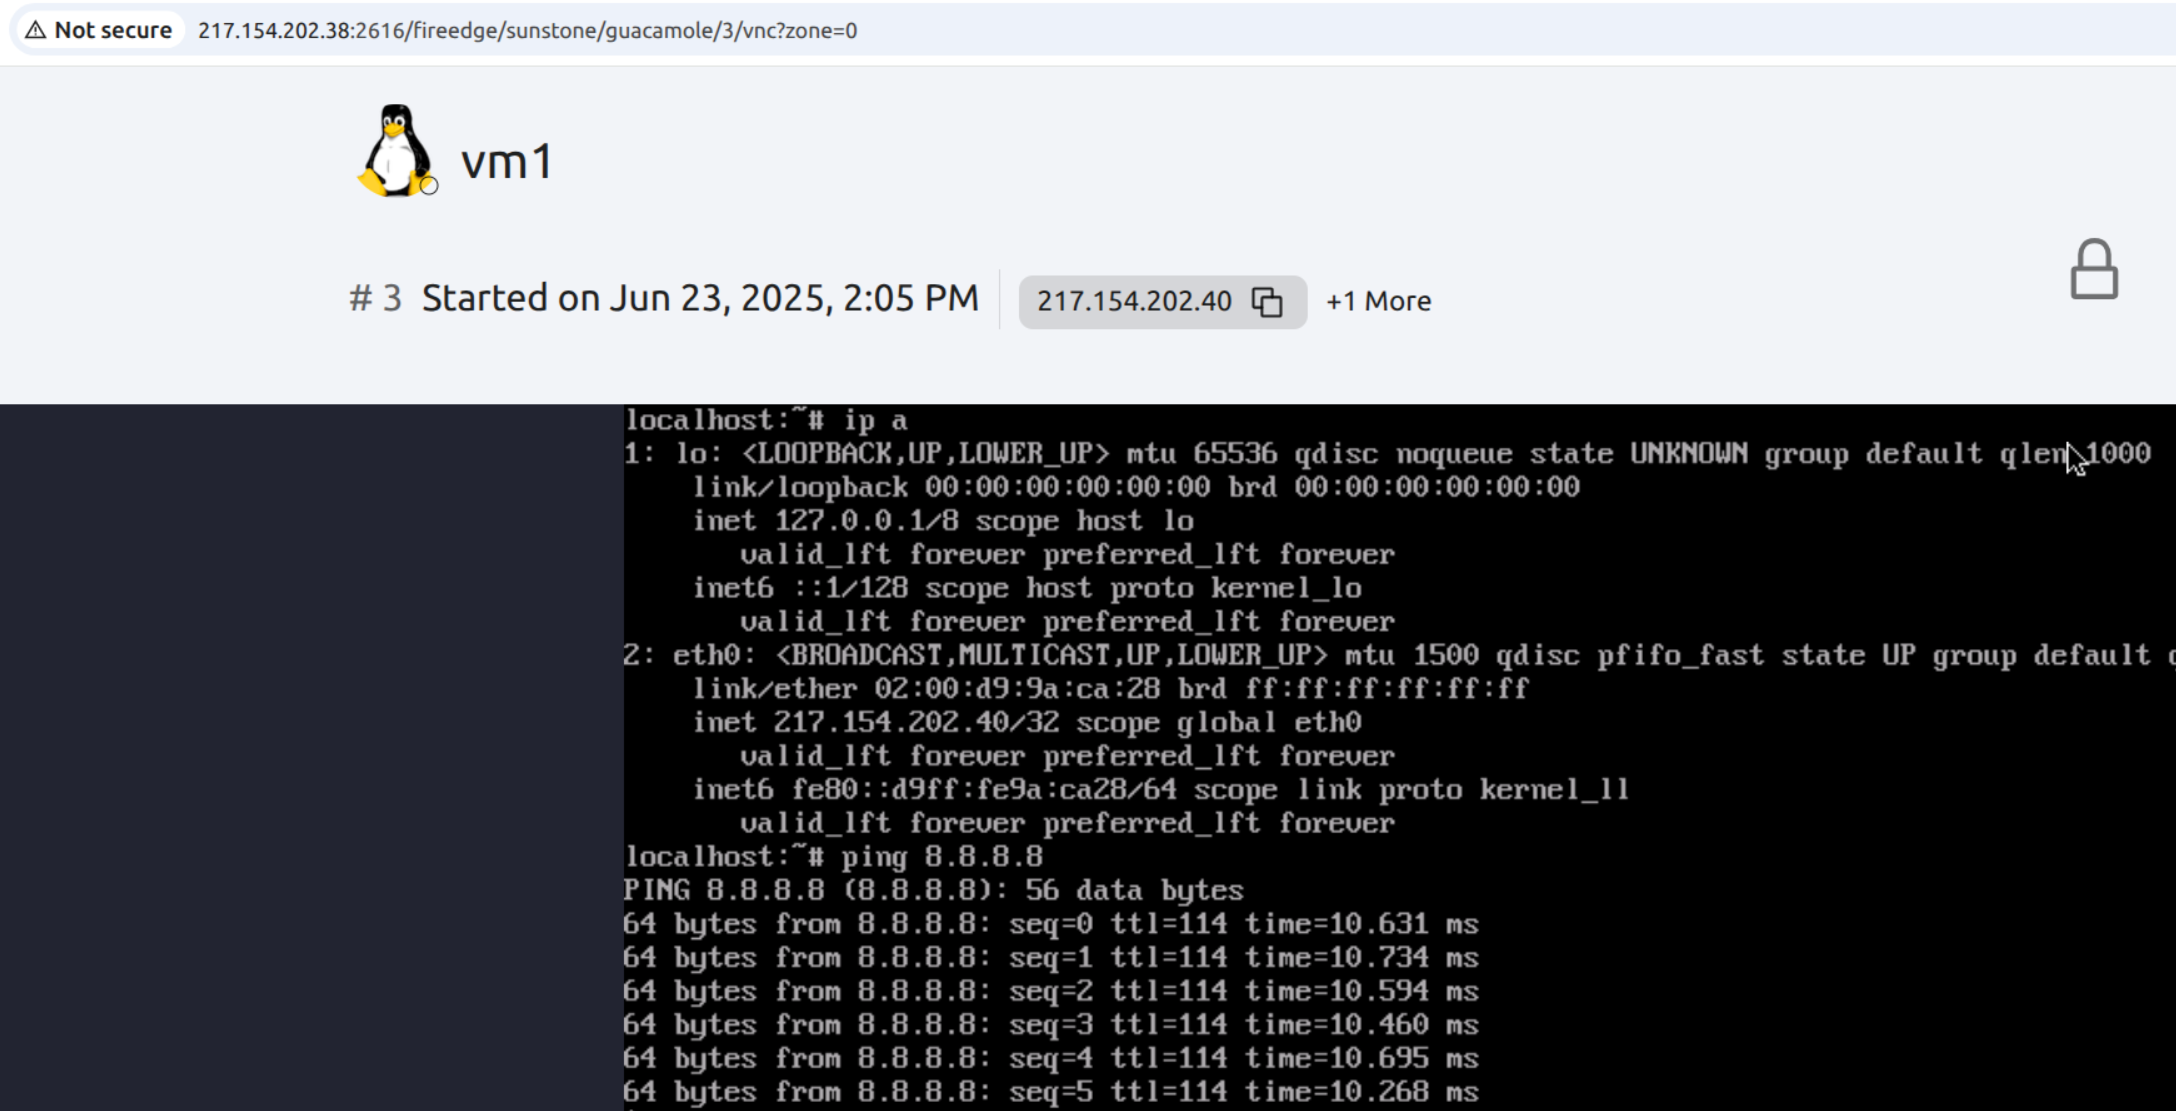 Not secure 217.154.202.38:2616/fireedge/sunstone/guacamole/3/vnc?zone=0
vm1
# 3 Started on Jun 23, 2025, 2:05 PM 217.154.202.40 +1 More
localhost:~# ip a
1: lo: <LOOPBACK,UP,LOWER_UP> mtu 65536 qdisc noqueue state UNKNOWN group default qlen 1000
link/loopback 00:00:00:00:00:00 brd 00:00:00:00:00:00
inet 127.0.0.1/8 scope host lo
valid_lft forever preferred_lft forever
inet6 ::1/128 scope host proto kernel_lo
valid_lft forever preferred_lft forever
2: eth0: <BROADCAST,MULTICAST,UP,LOWER_UP> mtu 1500 qdisc pfifo_fast state UP group default
link/ether 02:00:d9:9a:ca:28 brd ff:ff:ff:ff:ff:ff
inet 217.154.202.40/32 scope global eth0
valid_lft forever preferred_lft forever
inet6 fe80::d9ff:fe9a:ca28/64 scope link proto kernel_ll
valid_lft forever preferred_lft forever
localhost:~# ping 8.8.8.8
PING 8.8.8.8 (8.8.8.8): 56 data bytes
64 bytes from 8.8.8.8: seq=0 ttl=114 time=10.631 ms
64 bytes from 8.8.8.8: seq=1 ttl=114 time=10.734 ms
64 bytes from 8.8.8.8: seq=2 ttl=114 time=10.594 ms
64 bytes from 8.8.8.8: seq=3 ttl=114 time=10.460 ms
64 bytes from 8.8.8.8: seq=4 ttl=114 time=10.695 ms
64 bytes from 8.8.8.8: seq=5 ttl=114 time=10.268 ms